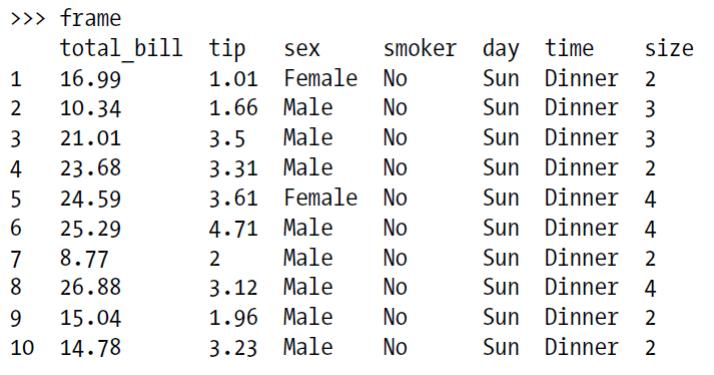 >>> frame
total_bill tip sex smoker day time size
1 16.99 1.01 Female No Sun Dinner 2
2 10.34 1.66 Male No Sun Dinner 3
3 21.01 3.5 Male No Sun Dinner 3
4 23.68 3.31 Male No Sun Dinner 2
5 24.59 3.61 Female No Sun Dinner 4
6 25.29 4.71 Male No Sun Dinner 4
7 8.77 2 Male No Sun Dinner 2
8 26.88 3.12 Male No Sun Dinner 4
9 15.04 1.96 Male No Sun Dinner 2
10 14.78 3.23 Male No Sun Dinner 2